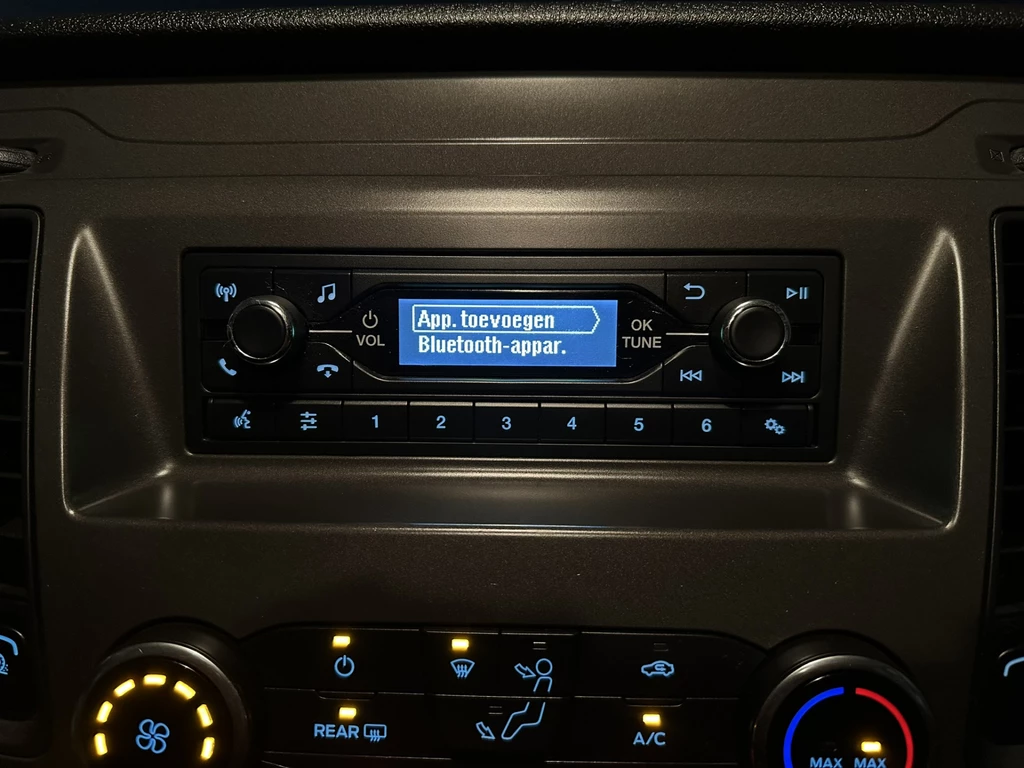 App. toevoegen
Bluetooth-appar.
VOL
OK
TUNE
1 2 3 4 5 6
REAR
A/C
MAX MAX